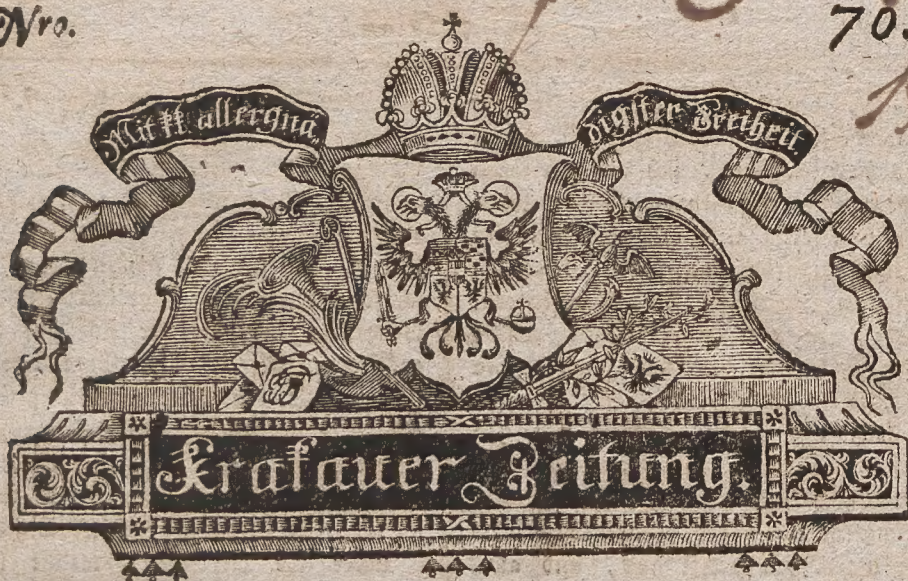 Nro. 70.
Mit kk allergnä digster Freiheit.
Krakauer Zeitung.